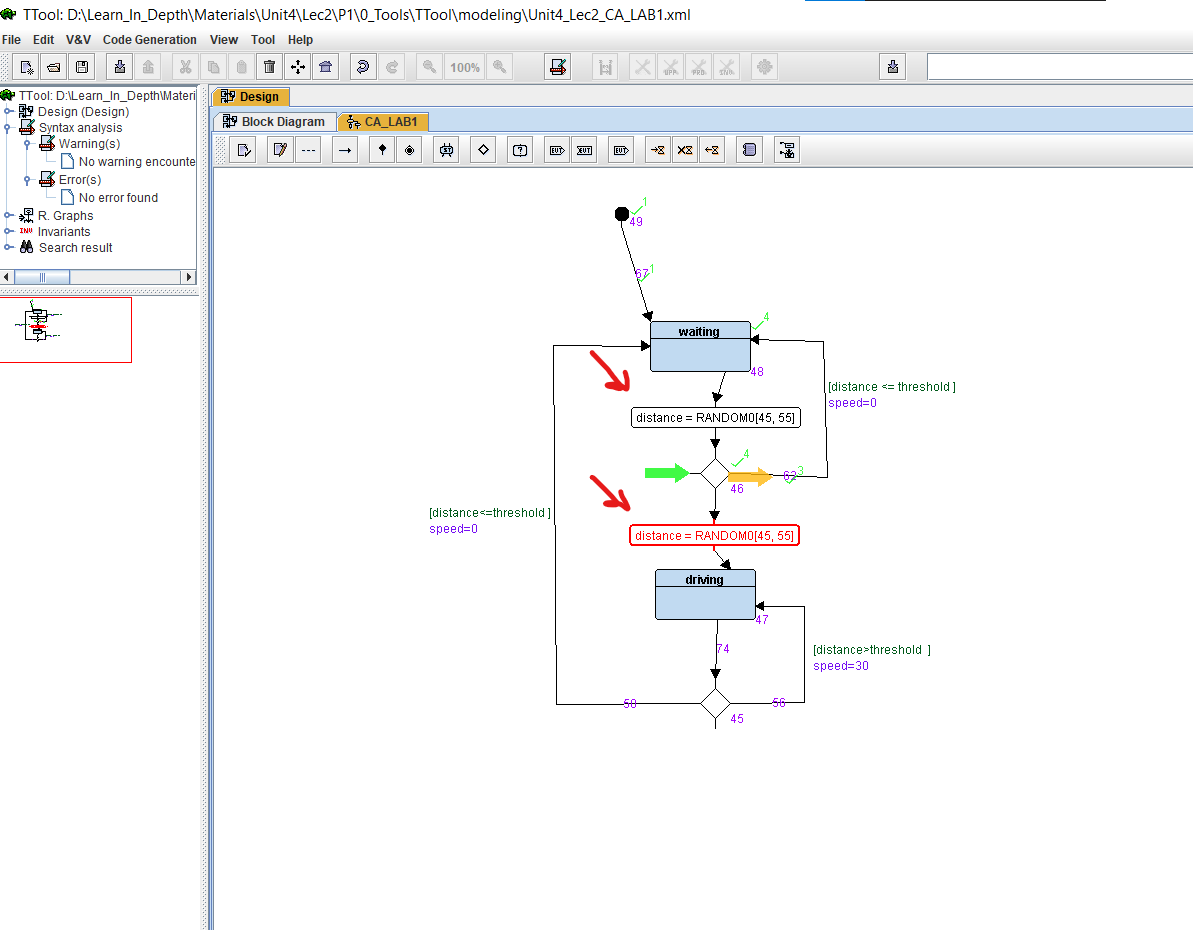 TTool: D:\Learn_In_Depth\Materials\Unit4\Lec2\P1\0_Tools\TTool\modeling\Unit4_Lec2_CA_LAB1.xml
File Edit V&V Code Generation View Tool Help
100%
TTool: D:\Learn_In_Depth\Materi
Design (Design)
Syntax analysis
Warning(s)
No warning encounte
Error(s)
No error found
R. Graphs
INV Invariants
Search result
Design
Block Diagram CA_LAB1
1
49
67 1
waiting
4
48
[distance <= threshold ]
speed=0
distance = RANDOM0[45, 55]
4
62 3
46
[distance<=threshold ]
speed=0
distance = RANDOM0[45, 55]
driving
47
74
[distance>threshold ]
speed=30
58
56
45